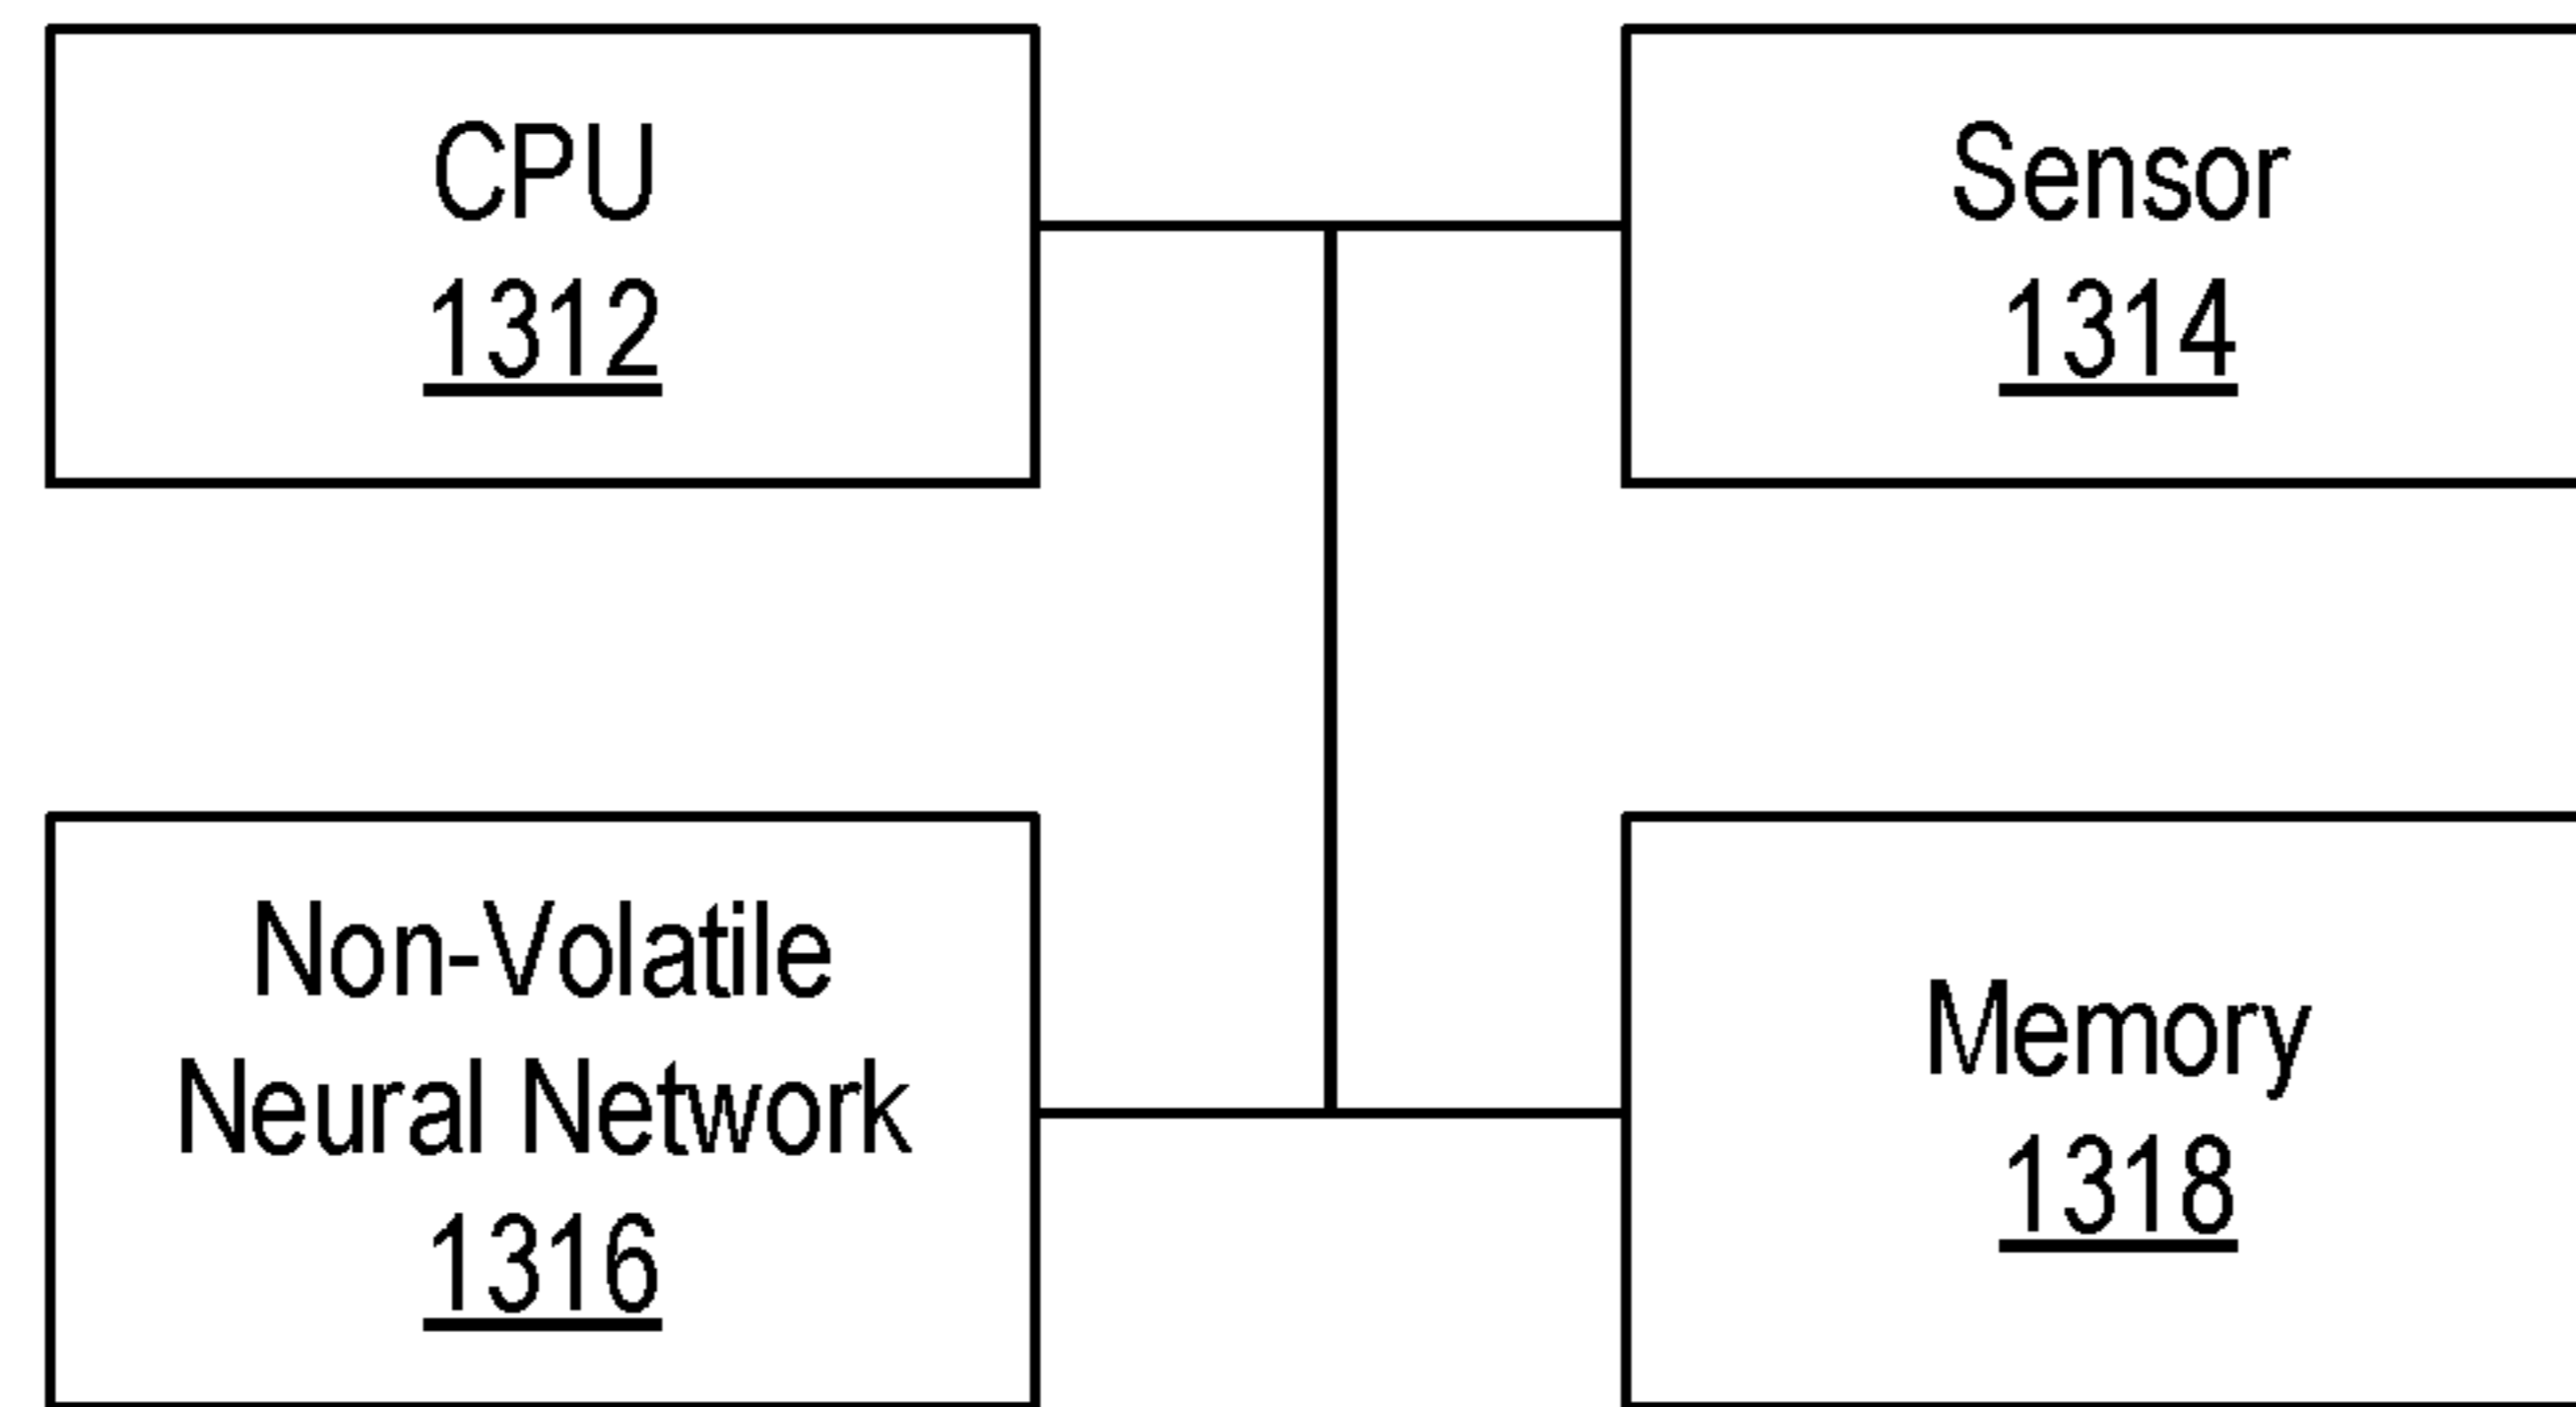 CPU
1312
Sensor
1314
Non-Volatile
Neural Network
1316
Memory
1318